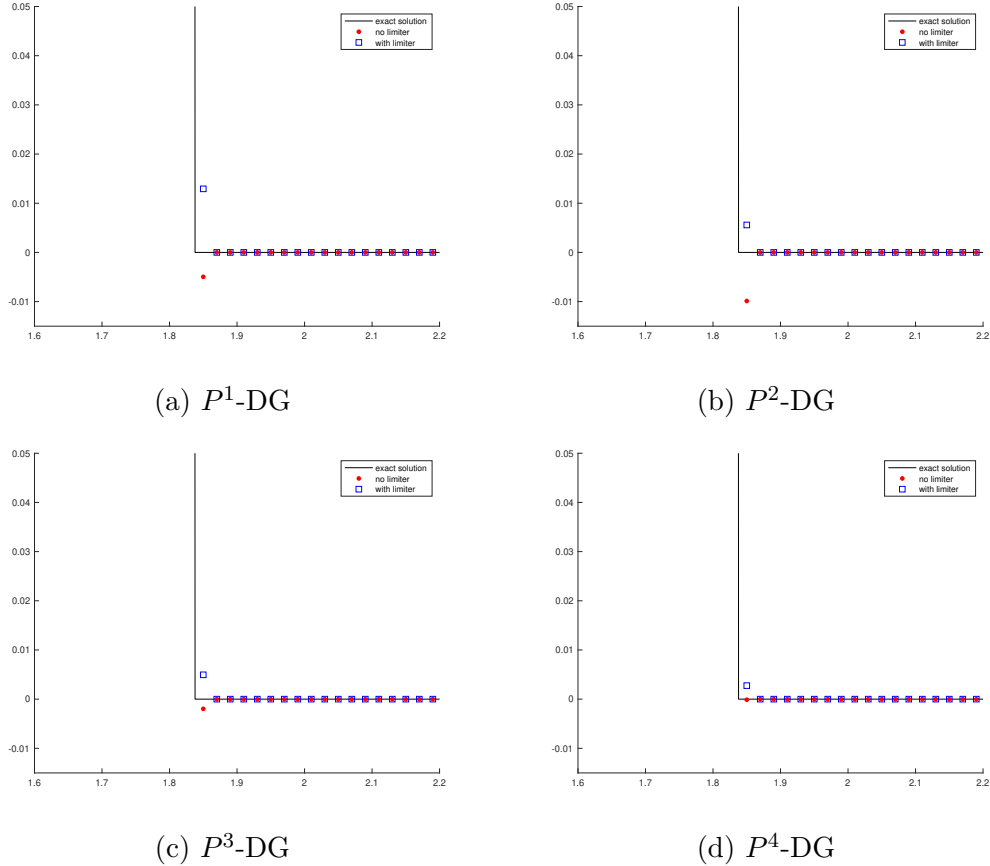 0.05
exact solution
no limiter
with limiter
0.04
0.03
0.02
0.01
0
-0.01
1.6 1.7 1.8 1.9 2 2.1 2.2
(a) P¹-DG
0.05
exact solution
no limiter
with limiter
0.04
0.03
0.02
0.01
0
-0.01
1.6 1.7 1.8 1.9 2 2.1 2.2
(b) P²-DG
0.05
exact solution
no limiter
with limiter
0.04
0.03
0.02
0.01
0
-0.01
1.6 1.7 1.8 1.9 2 2.1 2.2
(c) P³-DG
0.05
exact solution
no limiter
with limiter
0.04
0.03
0.02
0.01
0
-0.01
1.6 1.7 1.8 1.9 2 2.1 2.2
(d) P⁴-DG